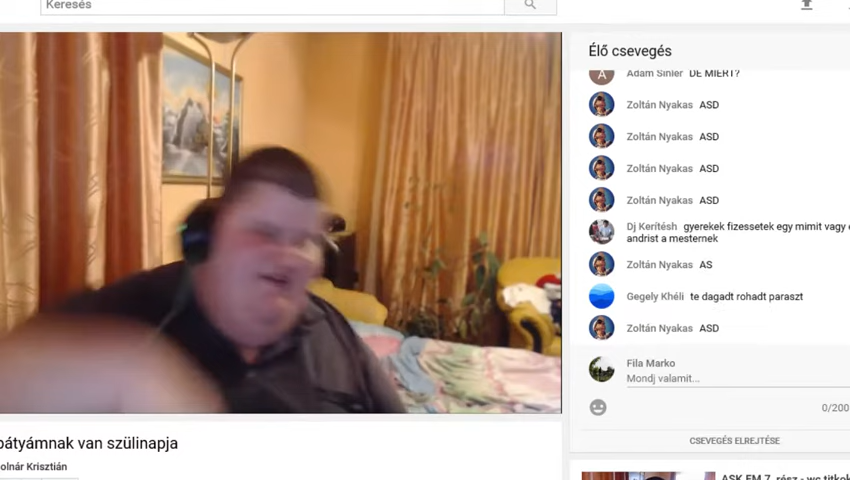 Keresés
Élő csevegés
Adam Sinler DE MIÉRT?
Zoltán Nyakas ASD
Zoltán Nyakas ASD
Zoltán Nyakas ASD
Zoltán Nyakas ASD
Dj Kerítésh gyerekek fizessetek egy mimit vagy
andrist a mesternek
Zoltán Nyakas AS
Gegely Khéli te dagadt rohadt paraszt
Zoltán Nyakas ASD
Fila Marko
Mondj valamit...
0/200
CSEVEGÉS ELREJTÉSE
bátyámnak van szülinapja
olnár Krisztián
ASK FM 7. rész - wc titkok